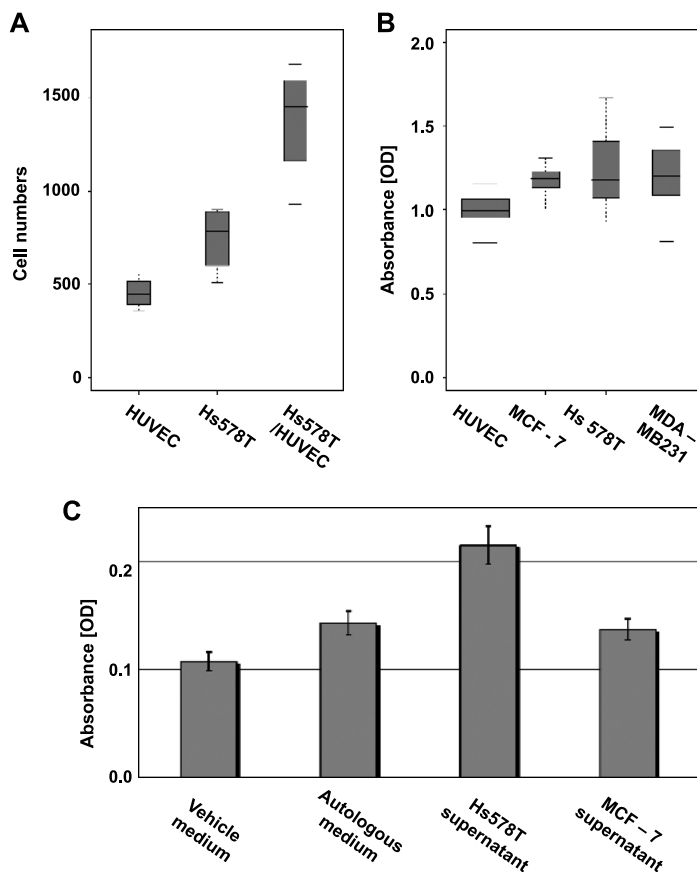 A
Cell numbers
1500
1000
500
0
HUVEC
Hs578T
Hs578T
/HUVEC
B
Absorbance [OD]
2.0
1.5
1.0
0.5
0.0
HUVEC
MCF - 7
Hs 578T
MDA –
MB231
C
Absorbance [OD]
0.2
0.1
0.0
Vehicle
medium
Autologous
medium
Hs578T
supernatant
MCF – 7
supernatant